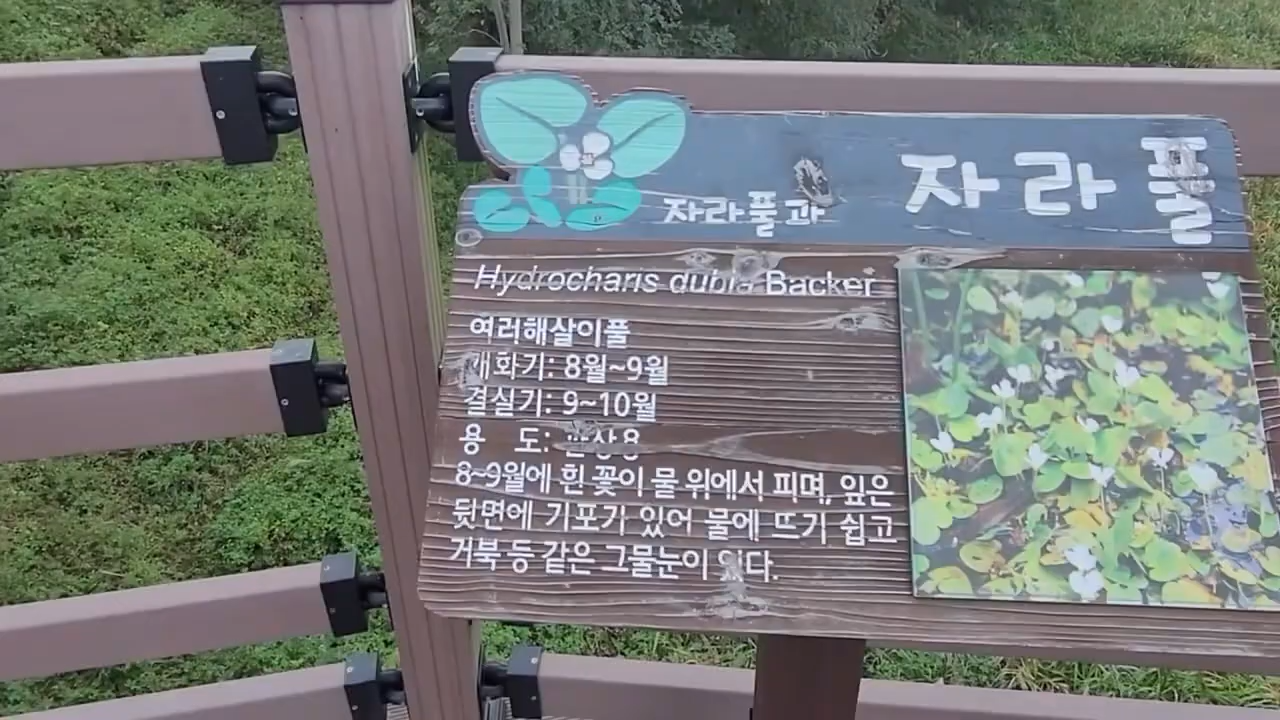 자라풀과 자라풀
Hydrocharis dubia Backer
여러해살이풀
개화기: 8월~9월
결실기: 9~10월
용 도:
8~9월에 흰 꽃이 물 위에서 피며, 잎은
뒷면에 기포가 있어 물에 뜨기 쉽고
거북 등 같은 그물눈이 있다.